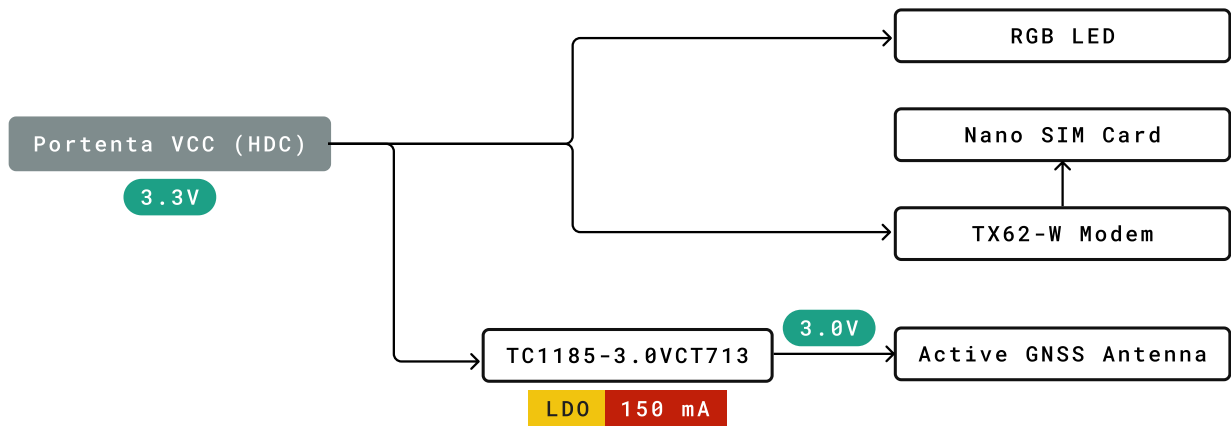 RGB LED
Portenta VCC (HDC)
3.3V
Nano SIM Card
TX62-W Modem
TC1185-3.0VCT713
3.0V
Active GNSS Antenna
LDO 150 mA